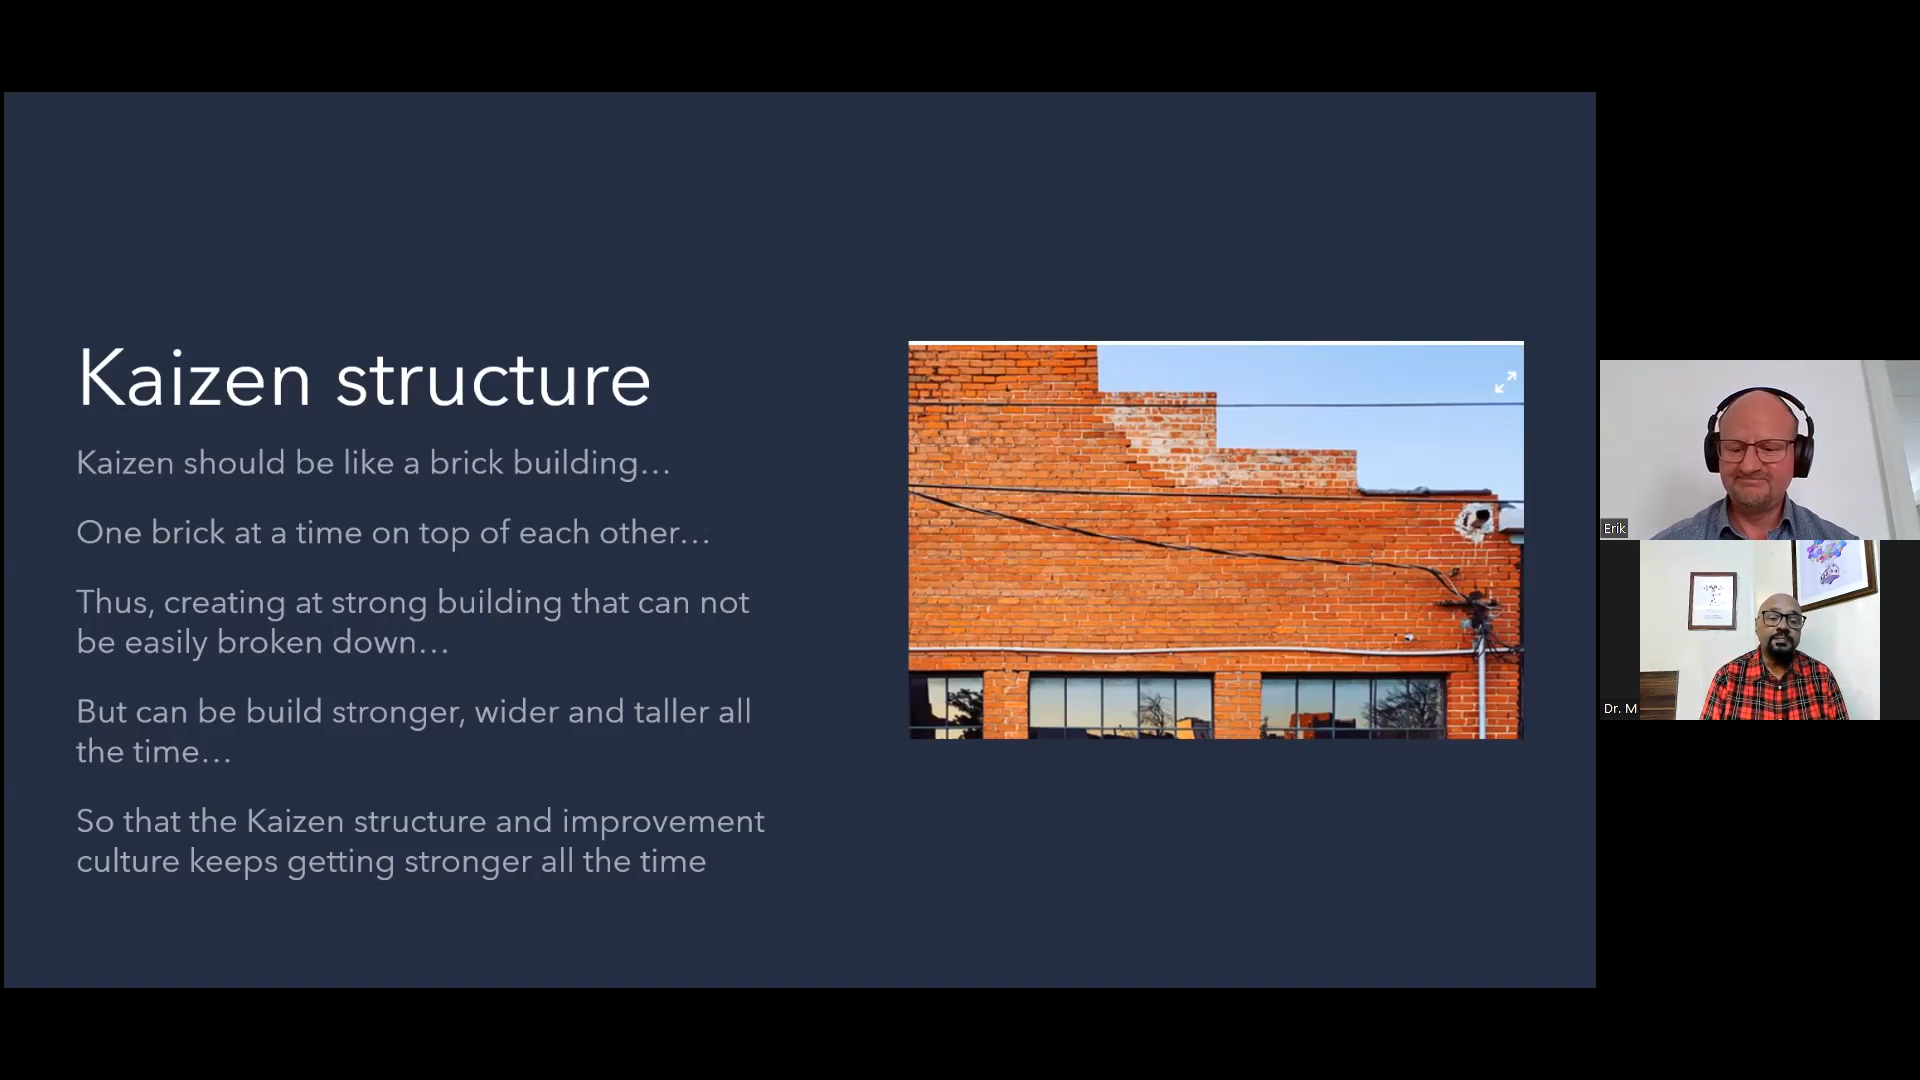 Kaizen structure
Kaizen should be like a brick building…
One brick at a time on top of each other…
Thus, creating at strong building that can not
be easily broken down…
But can be build stronger, wider and taller all
the time…
So that the Kaizen structure and improvement
culture keeps getting stronger all the time
Erik
Dr. M